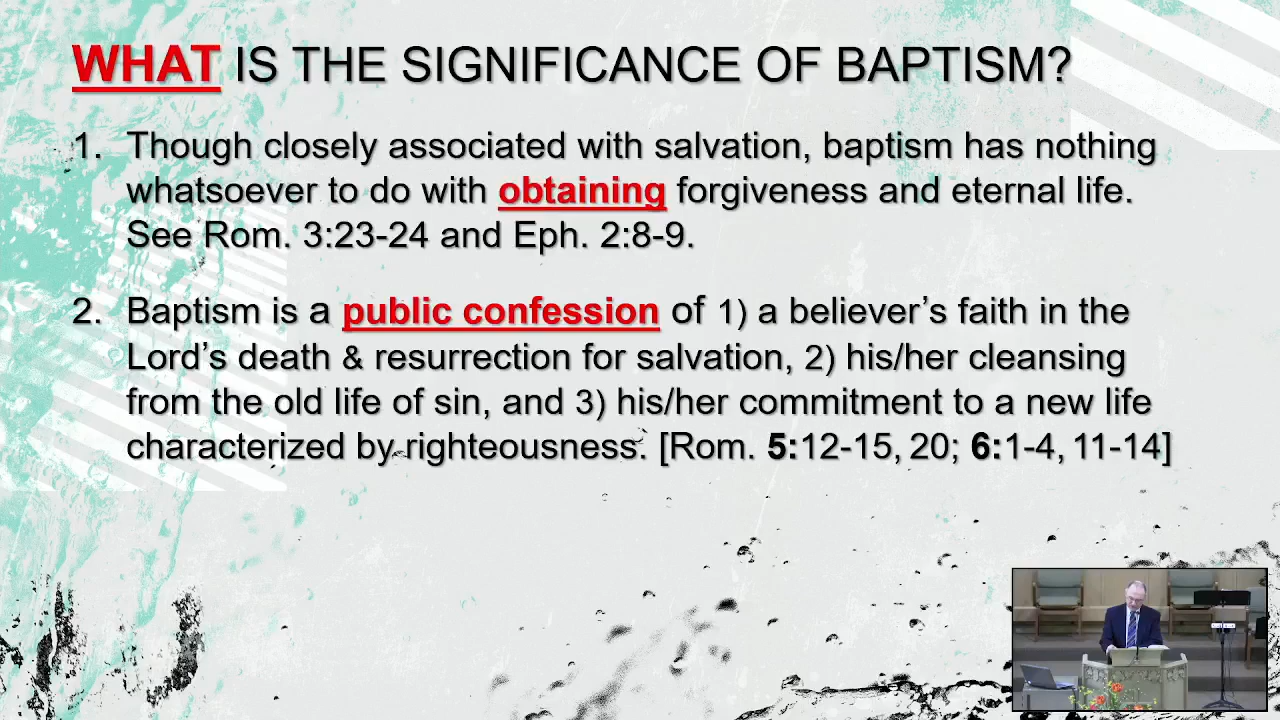 WHAT IS THE SIGNIFICANCE OF BAPTISM?
1. Though closely associated with salvation, baptism has nothing
whatsoever to do with obtaining forgiveness and eternal life.
See Rom. 3:23-24 and Eph. 2:8-9.
2. Baptism is a public confession of 1) a believer’s faith in the
Lord’s death & resurrection for salvation, 2) his/her cleansing
from the old life of sin, and 3) his/her commitment to a new life
characterized by righteousness. [Rom. 5:12-15, 20; 6:1-4, 11-14]